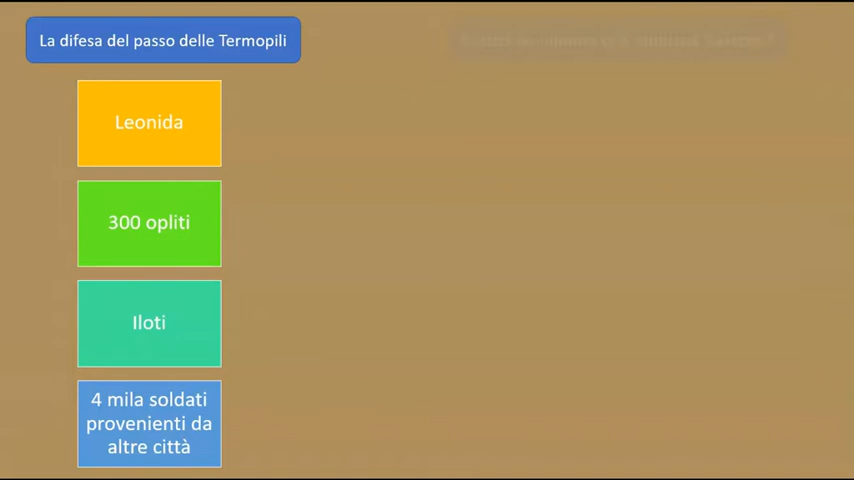 La difesa del passo delle Termopili
Leonida
300 opliti
Iloti
4 mila soldati
provenienti da
altre città